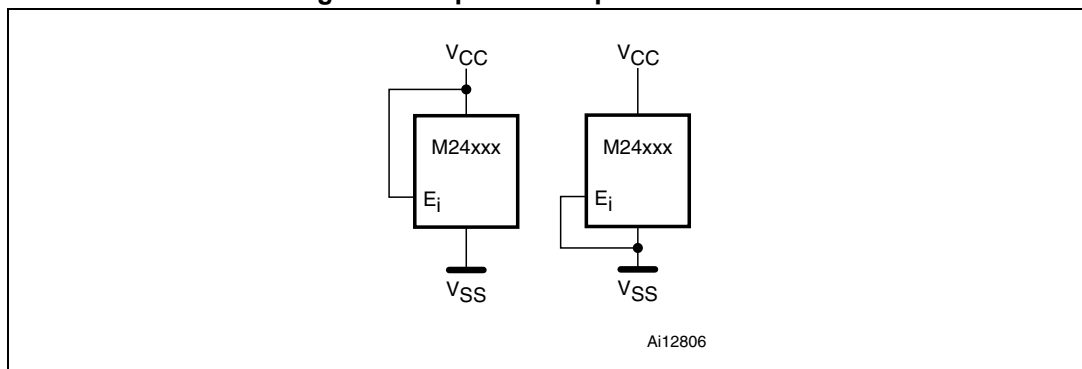 VCC VCC
M24xxx M24xxx
Ei Ei
VSS VSS
Ai12806